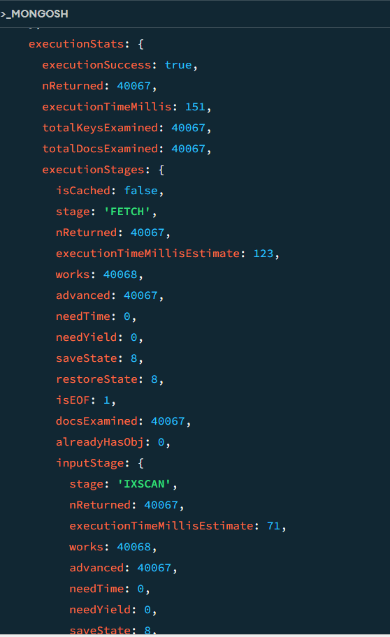 >_MONGOSH
executionStats: {
executionSuccess: true,
nReturned: 40067,
executionTimeMillis: 151,
totalKeysExamined: 40067,
totalDocsExamined: 40067,
executionStages: {
isCached: false,
stage: 'FETCH',
nReturned: 40067,
executionTimeMillisEstimate: 123,
works: 40068,
advanced: 40067,
needTime: 0,
needYield: 0,
saveState: 8,
restoreState: 8,
isEOF: 1,
docsExamined: 40067,
alreadyHasObj: 0,
inputStage: {
stage: 'IXSCAN',
nReturned: 40067,
executionTimeMillisEstimate: 71,
works: 40068,
advanced: 40067,
needTime: 0,
needYield: 0,
saveState: 8,